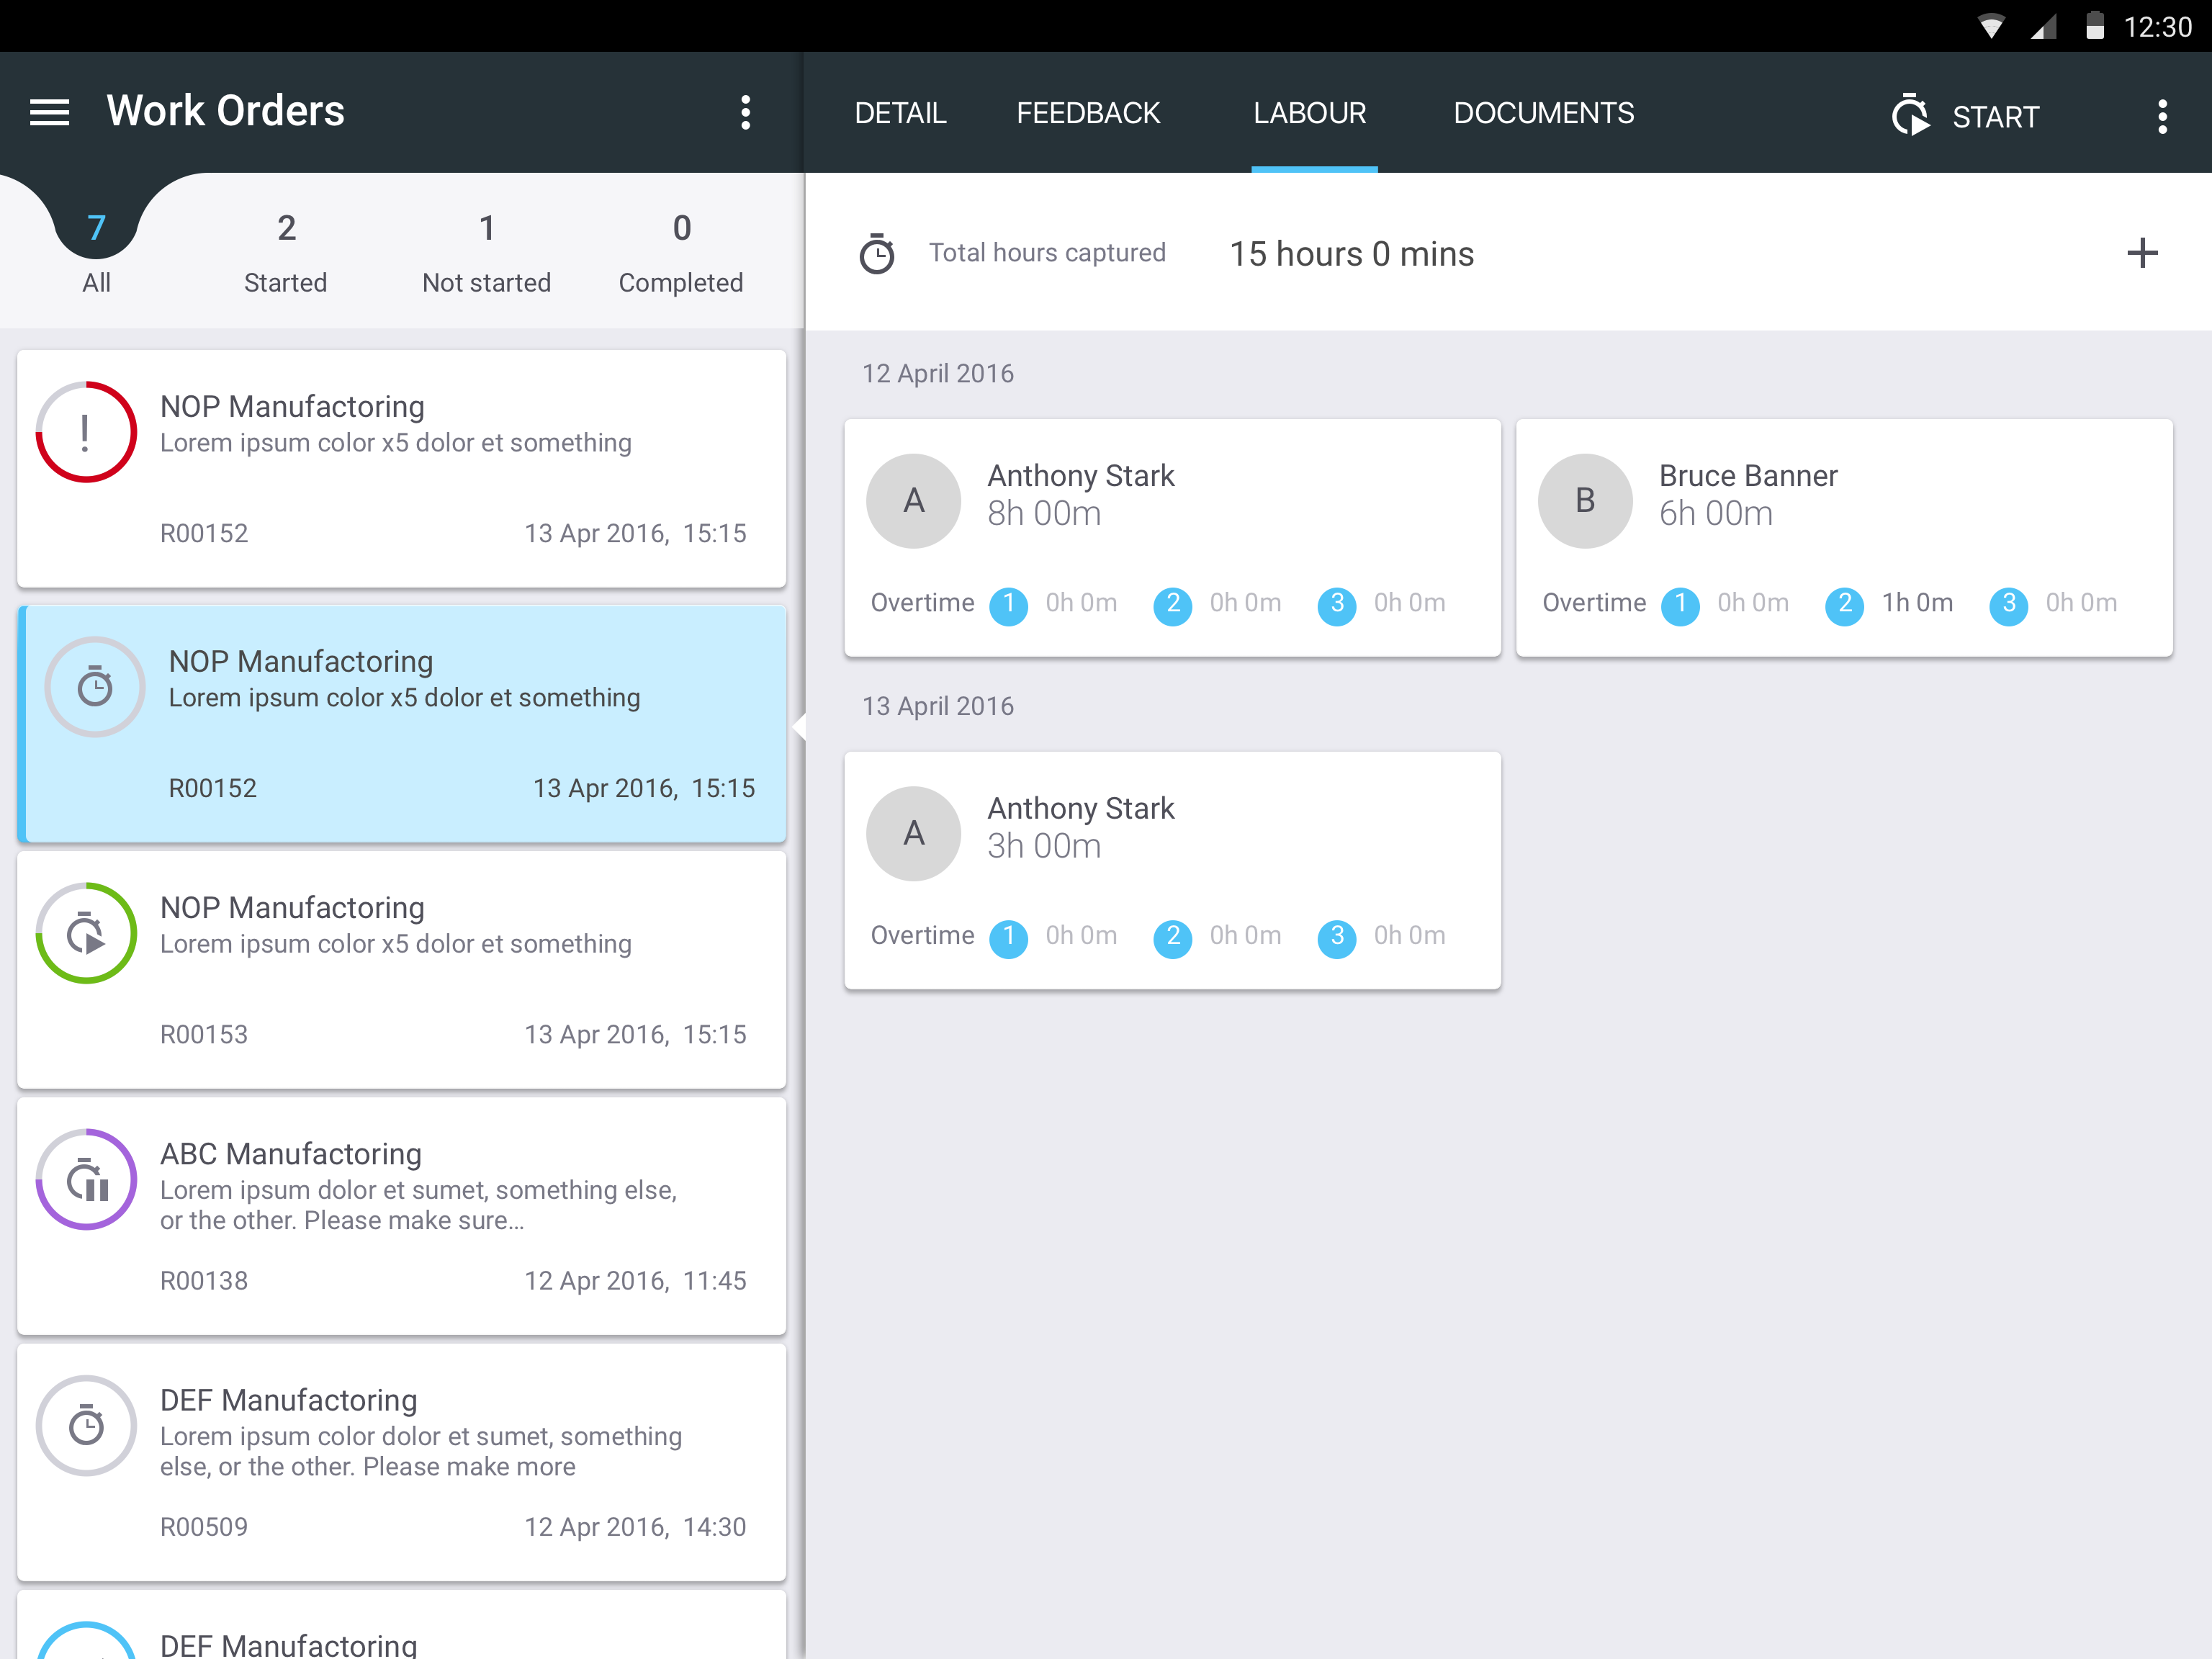 12:30
Work Orders
DETAIL FEEDBACK LABOUR DOCUMENTS START
7 2 1 0
All Started Not started Completed
Total hours captured 15 hours 0 mins
NOP Manufactoring
Lorem ipsum color x5 dolor et something
R00152 13 Apr 2016, 15:15
NOP Manufactoring
Lorem ipsum color x5 dolor et something
R00152 13 Apr 2016, 15:15
NOP Manufactoring
Lorem ipsum color x5 dolor et something
R00153 13 Apr 2016, 15:15
ABC Manufactoring
Lorem ipsum dolor et sumet, something else,
or the other. Please make sure...
R00138 12 Apr 2016, 11:45
DEF Manufactoring
Lorem ipsum color dolor et sumet, something
else, or the other. Please make more
R00509 12 Apr 2016, 14:30
DEF Manufactoring
12 April 2016
A Anthony Stark
8h 00m
Overtime 1 0h 0m 2 0h 0m 3 0h 0m
B Bruce Banner
6h 00m
Overtime 1 0h 0m 2 1h 0m 3 0h 0m
13 April 2016
A Anthony Stark
3h 00m
Overtime 1 0h 0m 2 0h 0m 3 0h 0m